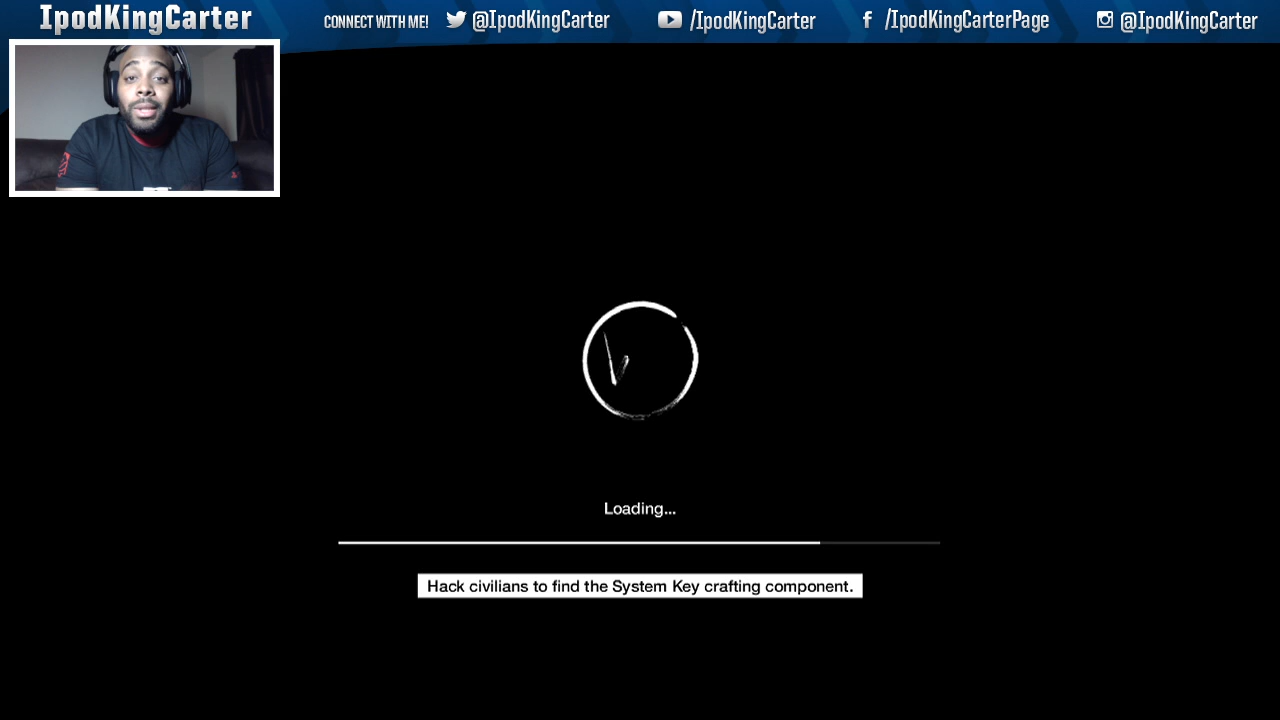 IpodKingCarter
CONNECT WITH ME! @IpodKingCarter /IpodKingCarter /IpodKingCarterPage @IpodKingCarter
Loading...
Hack civilians to find the System Key crafting component.